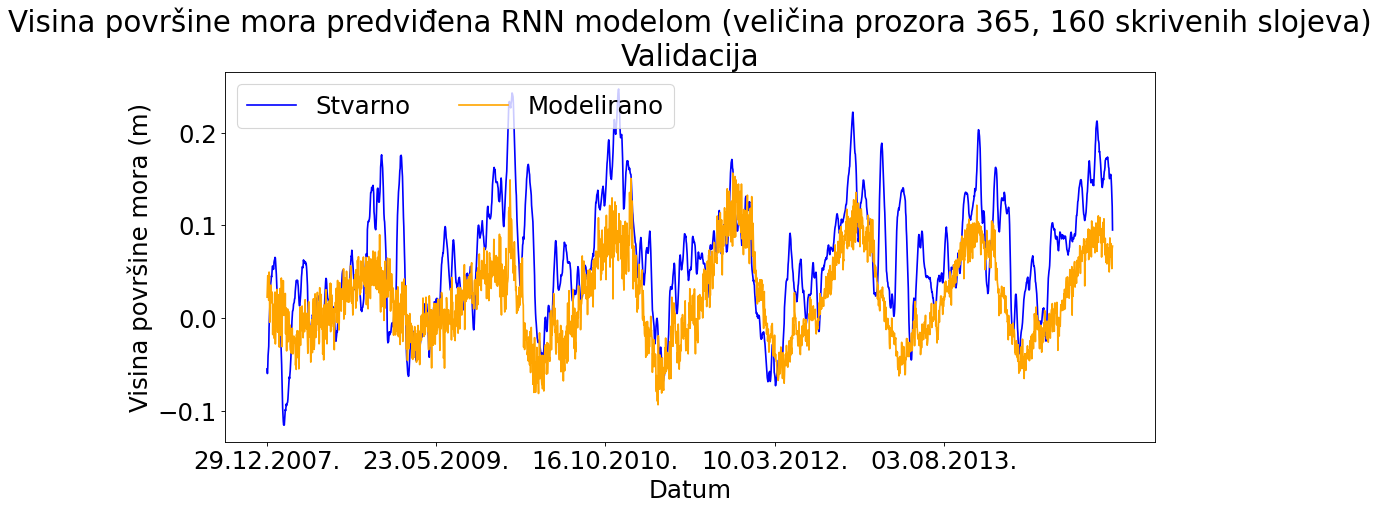 Visina površine mora predviđena RNN modelom (veličina prozora 365, 160 skrivenih slojeva)
Validacija
Stvarno
Modelirano
Visina površine mora (m)
0.2
0.1
0.0
−0.1
29.12.2007.
23.05.2009.
16.10.2010.
10.03.2012.
03.08.2013.
Datum